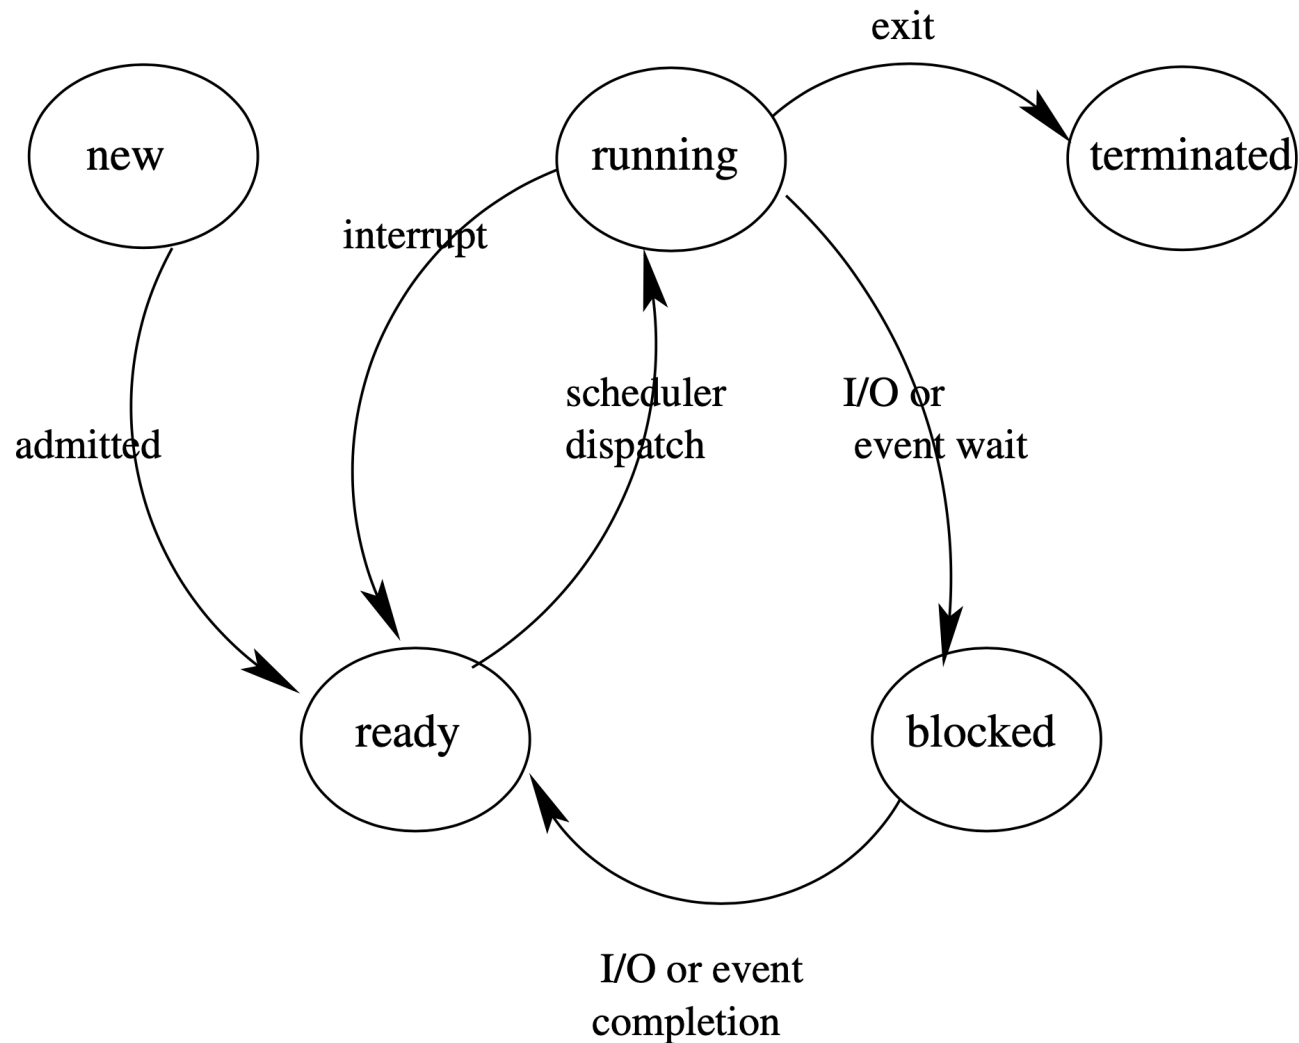 exit
new
running
terminated
interrupt
scheduler
dispatch
I/O or
event wait
admitted
ready
blocked
I/O or event
completion